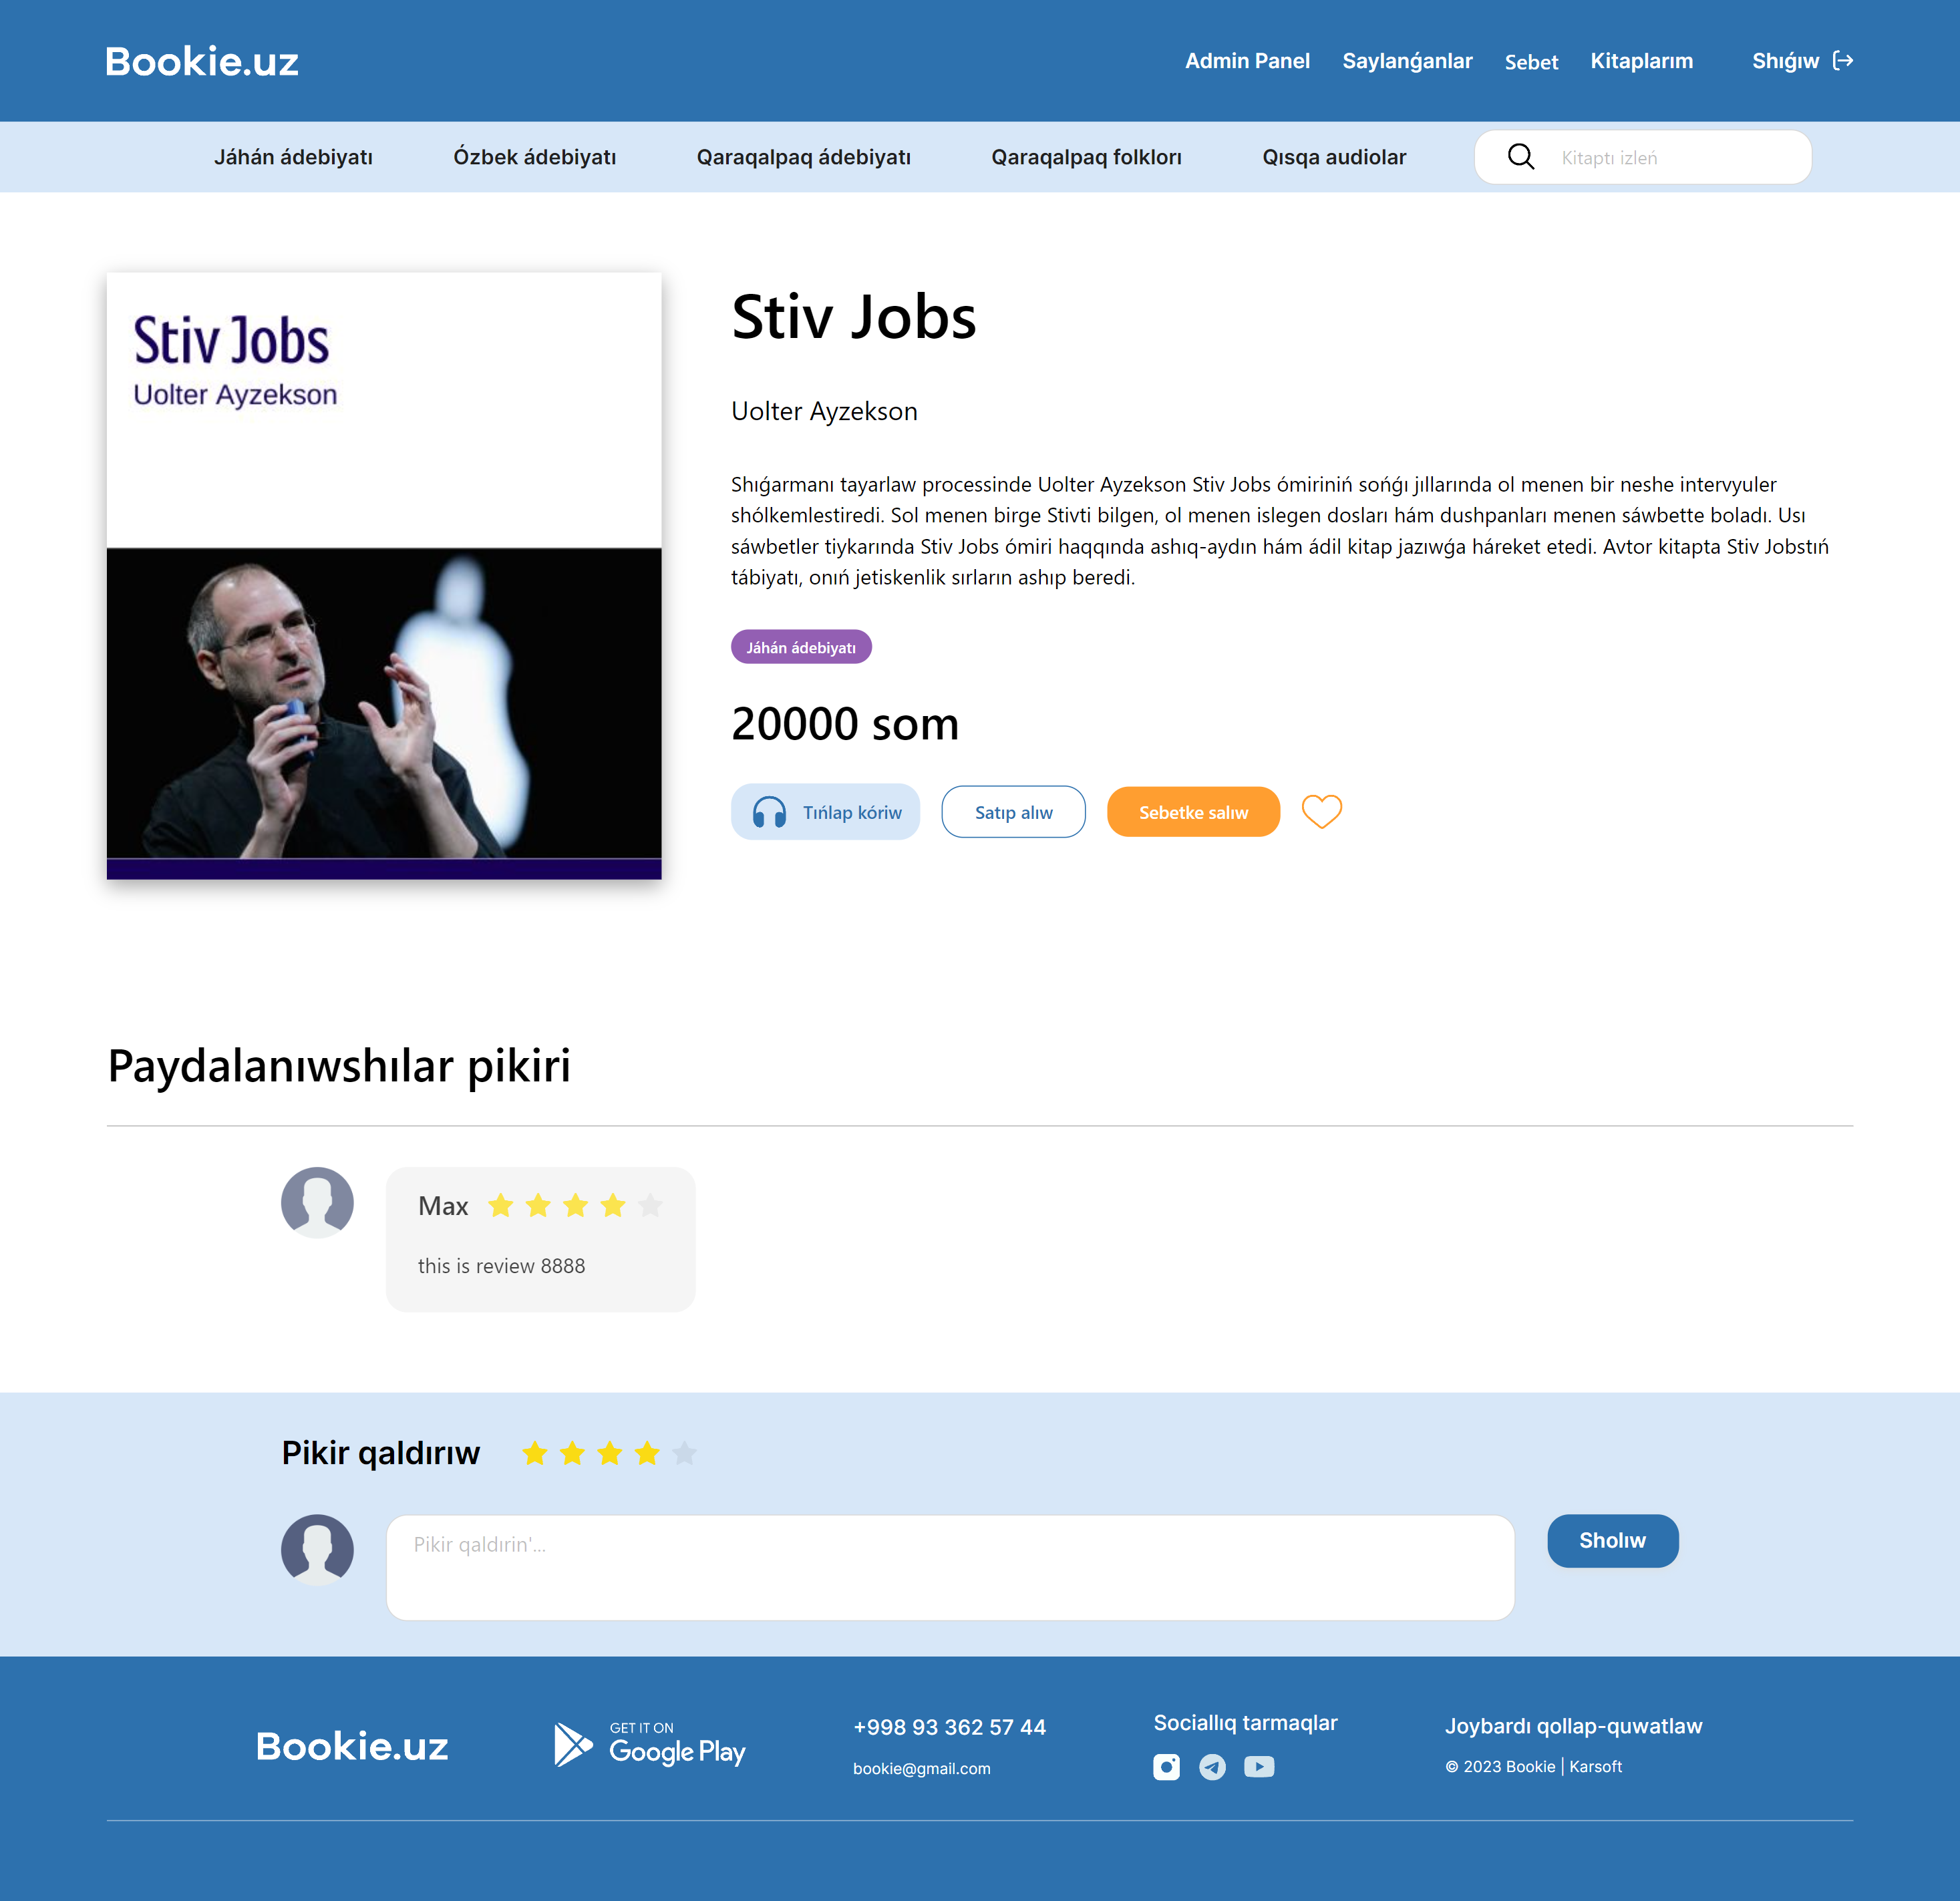 Bookie.uz
Admin Panel
Saylanǵanlar
Sebet
Kitaplarım
Shıǵıw
Jáhán ádebiyatı
Ózbek ádebiyatı
Qaraqalpaq ádebiyatı
Qaraqalpaq folklorı
Qısqa audiolar
Kitaptı izleń
Stiv Jobs
Uolter Ayzekson
Stiv Jobs
Uolter Ayzekson
Shıǵarmanı tayarlaw processinde Uolter Ayzekson Stiv Jobs ómiriniń sońǵı jıllarında ol menen bir neshe intervyuler
shólkemlestiredi. Sol menen birge Stivti bilgen, ol menen islegen dosları hám dushpanları menen sáwbette boladı. Usı
sáwbetler tiykarında Stiv Jobs ómiri haqqında ashıq-aydın hám ádil kitap jazıwǵa háreket etedi. Avtor kitapta Stiv Jobstıń
tábiyatı, onıń jetiskenlik sırların ashıp beredi.
Jáhán ádebiyatı
20000 som
Tıńlap kóriw
Satıp alıw
Sebetke salıw
Paydalanıwshılar pikiri
Max
this is review 8888
Pikir qaldırıw
Pikir qaldırin'...
Sholıw
Bookie.uz
GET IT ON
Google Play
+998 93 362 57 44
bookie@gmail.com
Sociallıq tarmaqlar
Joybardı qollap-quwatlaw
© 2023 Bookie | Karsoft